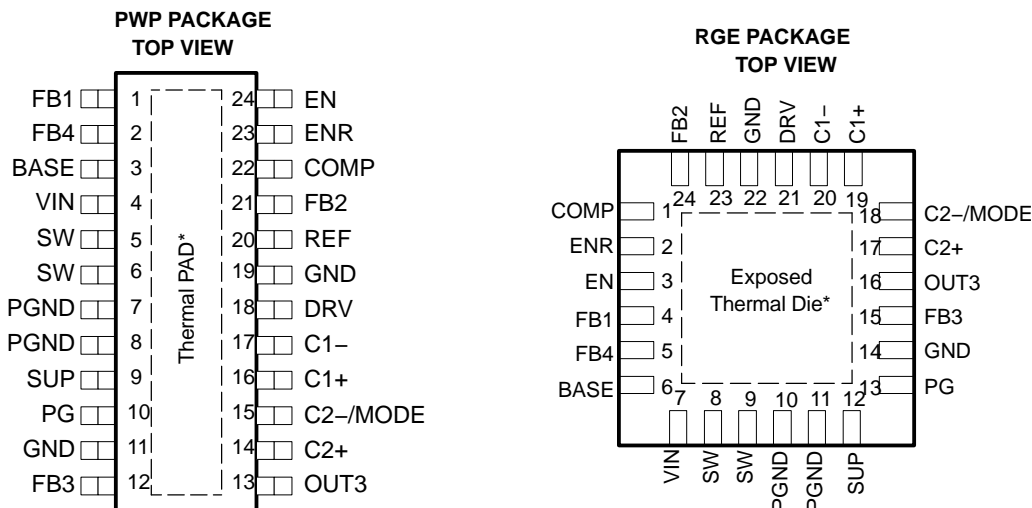 PWP PACKAGE
TOP VIEW
FB1 1 24 EN
FB4 2 23 ENR
BASE 3 22 COMP
VIN 4 21 FB2
SW 5 20 REF
SW 6 19 GND
PGND 7 18 DRV
PGND 8 17 C1−
SUP 9 16 C1+
PG 10 15 C2−/MODE
GND 11 14 C2+
FB3 12 13 OUT3
Thermal PAD*
RGE PACKAGE
TOP VIEW
FB2 REF GND DRV C1− C1+
24 23 22 21 20 19
COMP 1 18 C2−/MODE
ENR 2 17 C2+
EN 3 16 OUT3
FB1 4 15 FB3
FB4 5 14 GND
BASE 6 13 PG
Exposed
Thermal Die*
7 8 9 10 11 12
VIN SW SW PGND PGND SUP